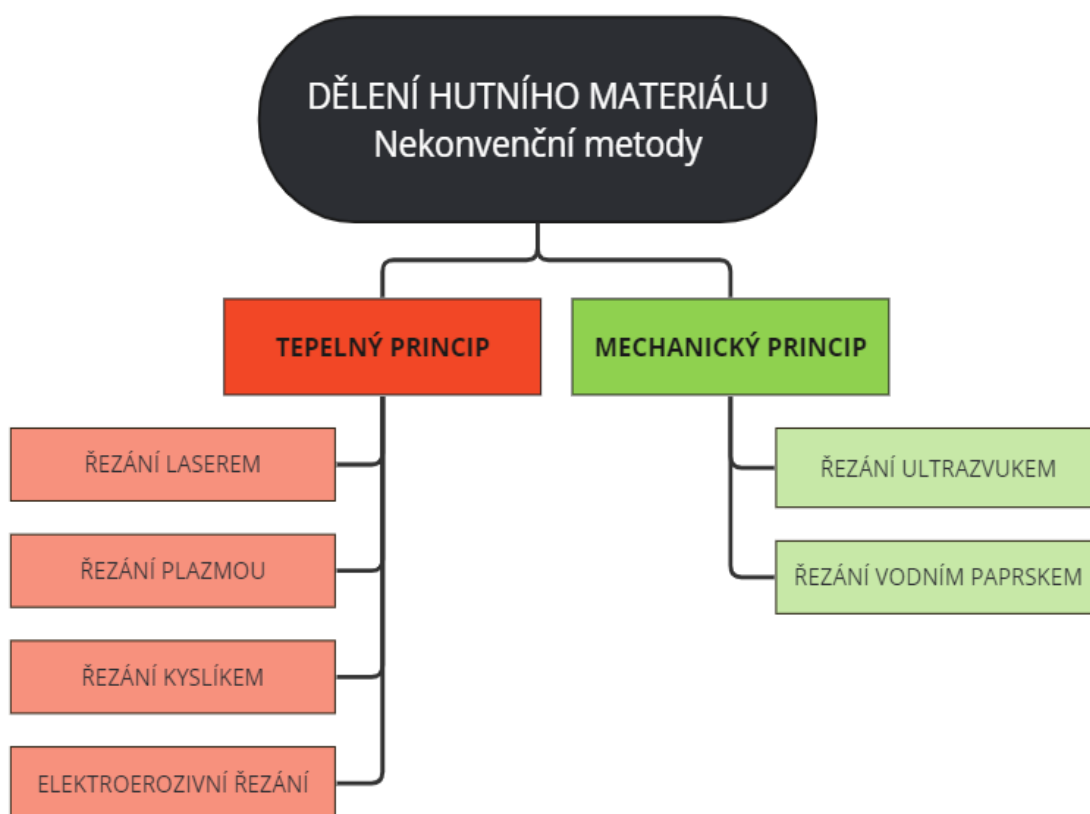 DĚLENÍ HUTNÍHO MATERIÁLU
Nekonvenční metody
TEPELNÝ PRINCIP
MECHANICKÝ PRINCIP
ŘEZÁNÍ LASEREM
ŘEZÁNÍ PLAZMOU
ŘEZÁNÍ KYSLÍKEM
ELEKTROEROZIVNÍ ŘEZÁNÍ
ŘEZÁNÍ ULTRAZVUKEM
ŘEZÁNÍ VODNÍM PAPRSKEM